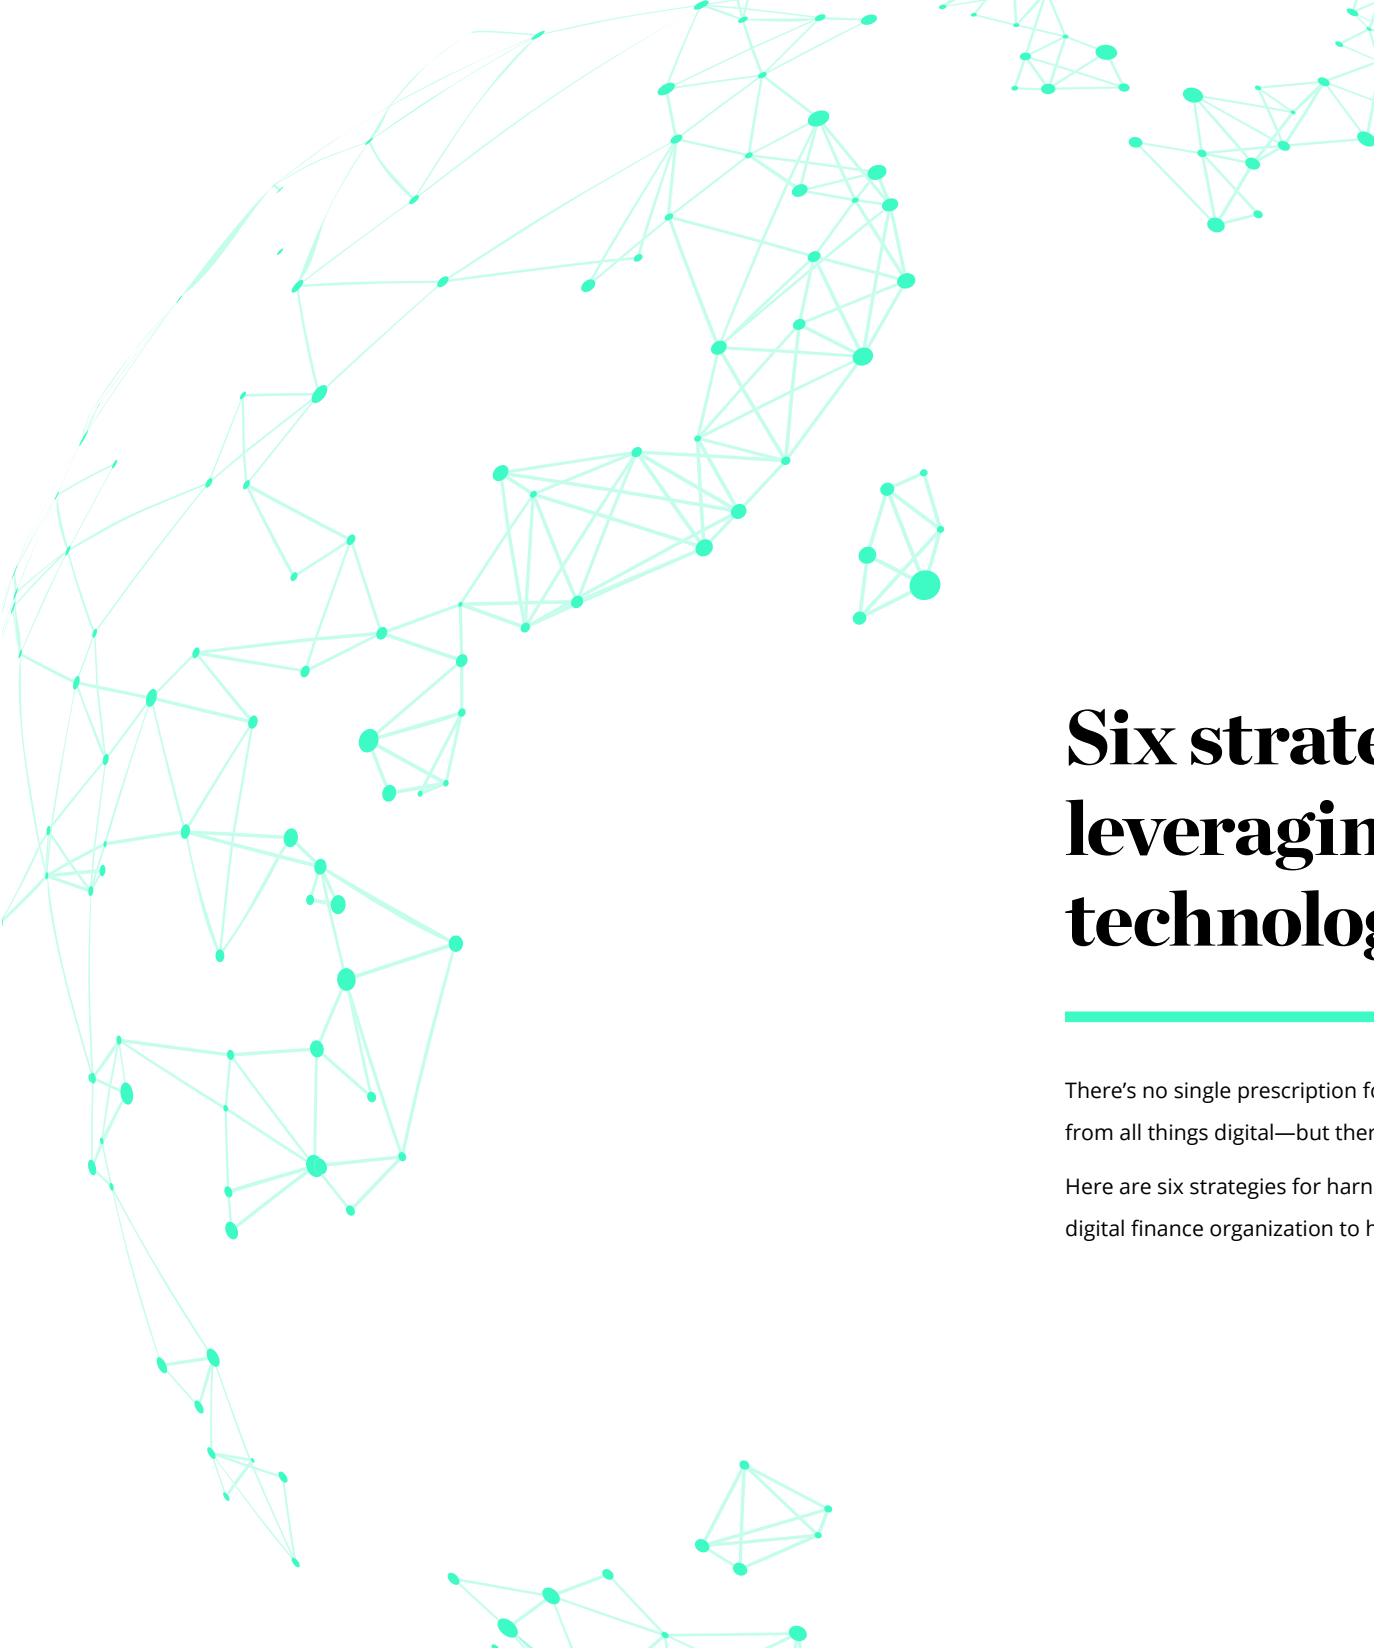 Six strate
leveragin
technolog
There’s no single prescription fo
from all things digital—but ther
Here are six strategies for harn
digital finance organization to h